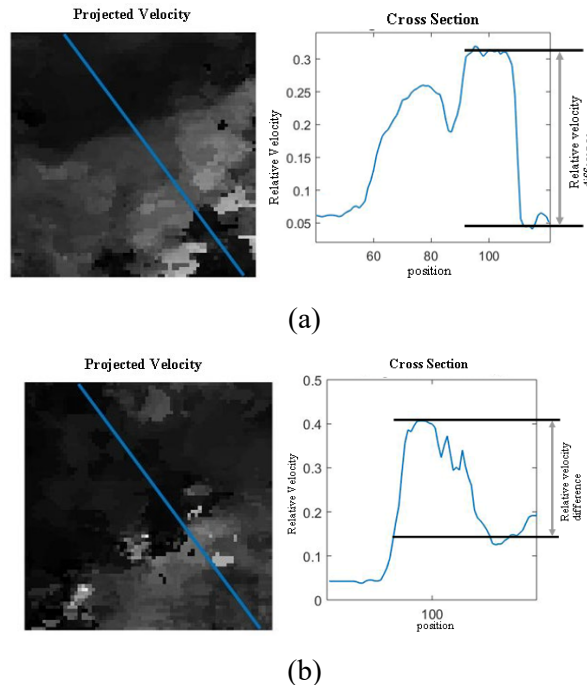 Projected Velocity
Cross Section
0.3
0.25
0.2
0.15
0.1
0.05
Relative Velocity
60
80
100
position
Relative velocity
(a)
Projected Velocity
Cross Section
0.5
0.4
0.3
0.2
0.1
0
Relative Velocity
100
position
Relative velocity
difference
(b)